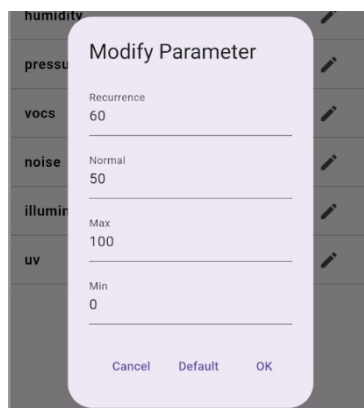 humidity
Modify Parameter
pressu
Recurrence
60
vocs
Normal
50
noise
Max
100
illumin
Min
0
uv
Cancel Default OK